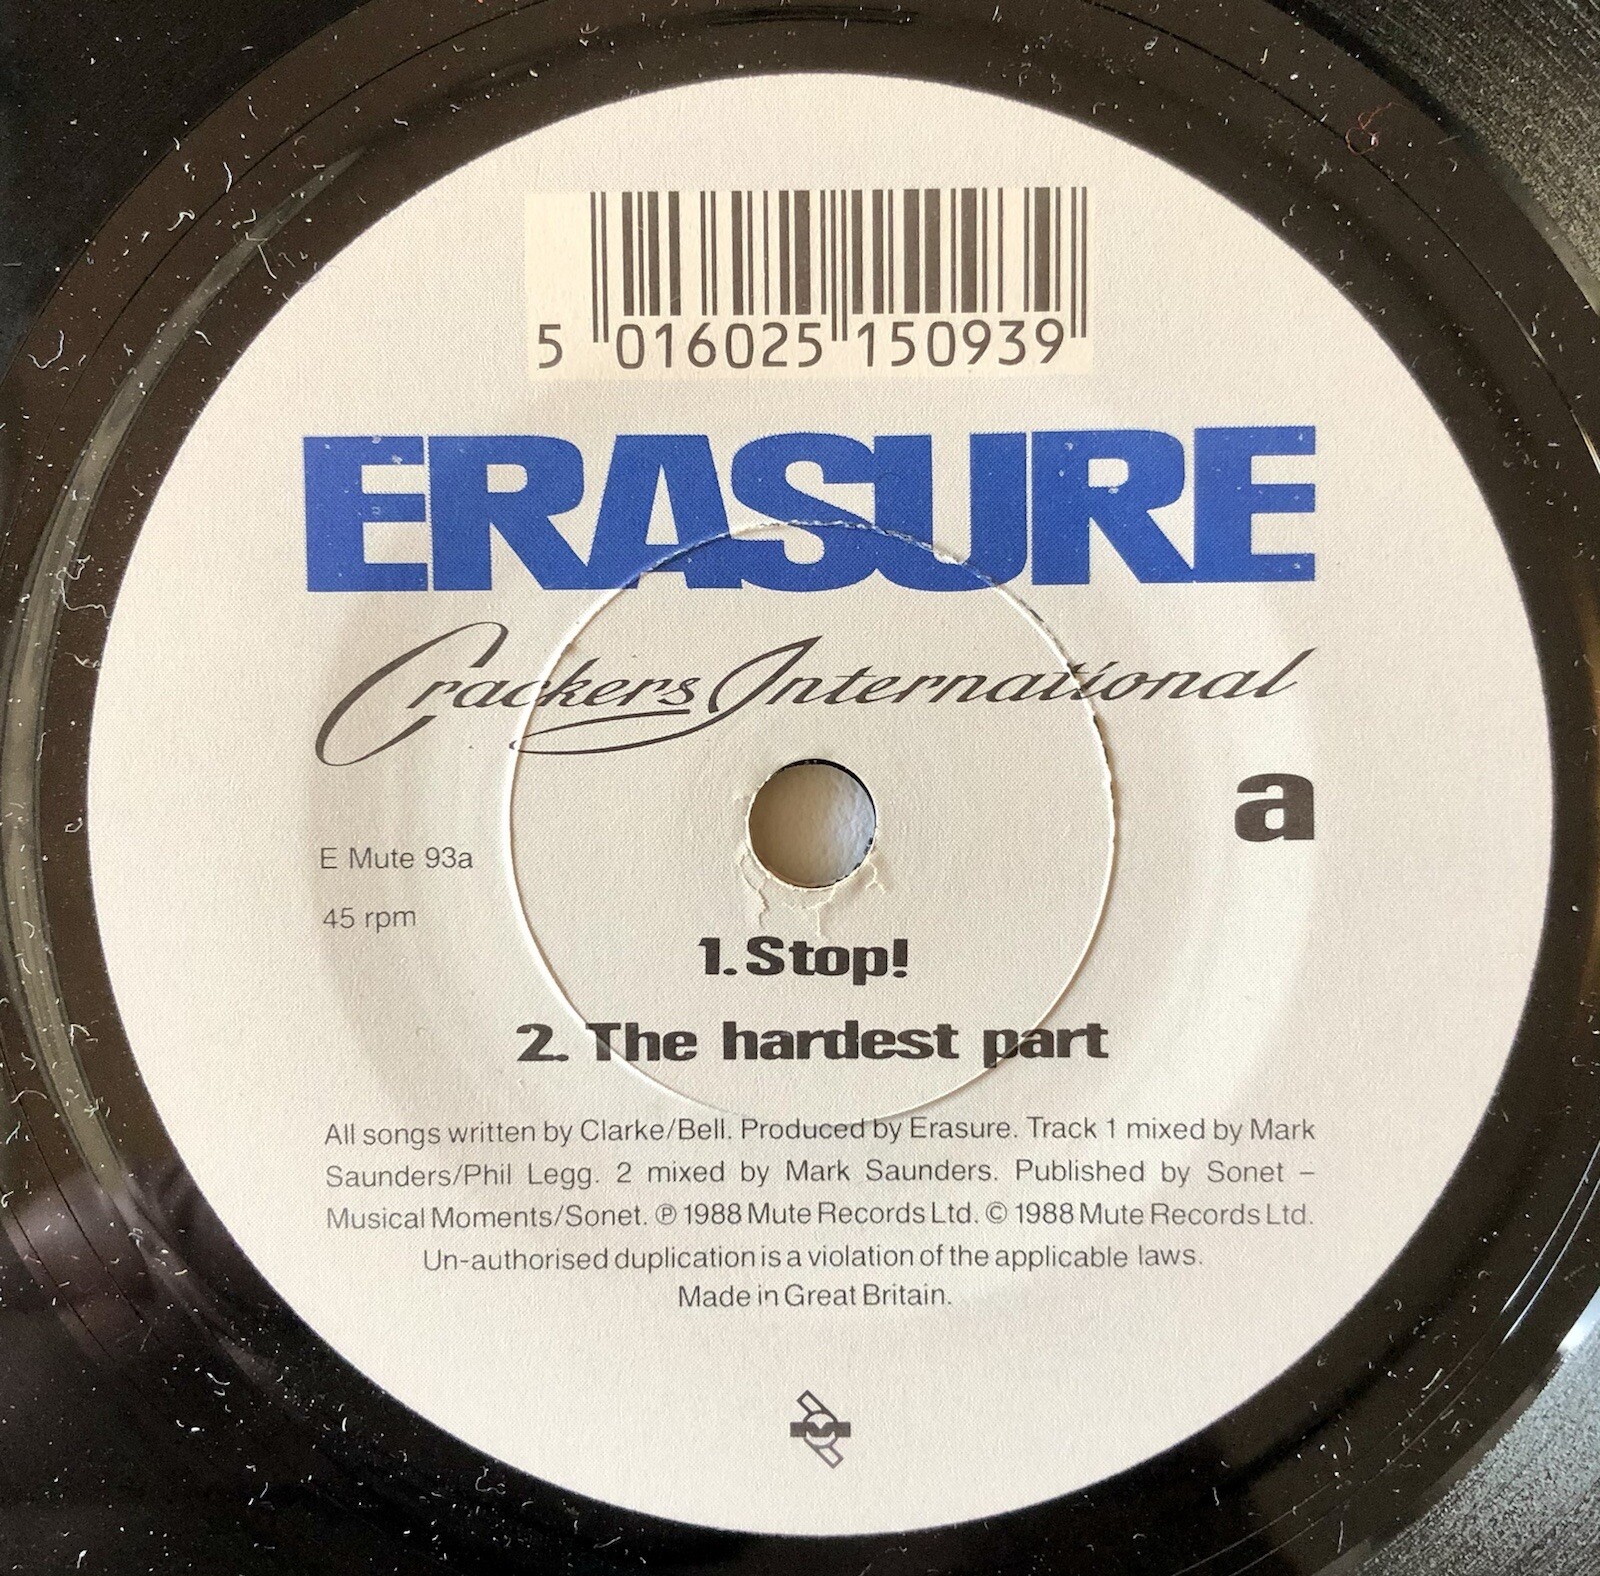 5 016025 150939
ERASURE
Crackers International
a
E Mute 93a
45 rpm
1. Stop!
2. The hardest part
All songs written by Clarke/Bell. Produced by Erasure. Track 1 mixed by Mark
Saunders/Phil Legg. 2 mixed by Mark Saunders. Published by Sonet –
Musical Moments/Sonet. ℗ 1988 Mute Records Ltd. © 1988 Mute Records Ltd.
Un-authorised duplication is a violation of the applicable laws.
Made in Great Britain.